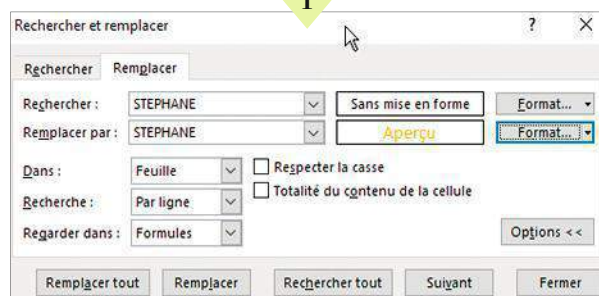 1
Rechercher et remplacer ? ×
Rechercher Remplacer
Rechercher : STEPHANE Sans mise en forme Format...
Remplacer par : STEPHANE Aperçu Format...
Dans : Feuille Respecter la casse
Totalité du contenu de la cellule
Recherche : Par ligne
Regarder dans : Formules Options <<
Remplacer tout Remplacer Rechercher tout Suivant Fermer